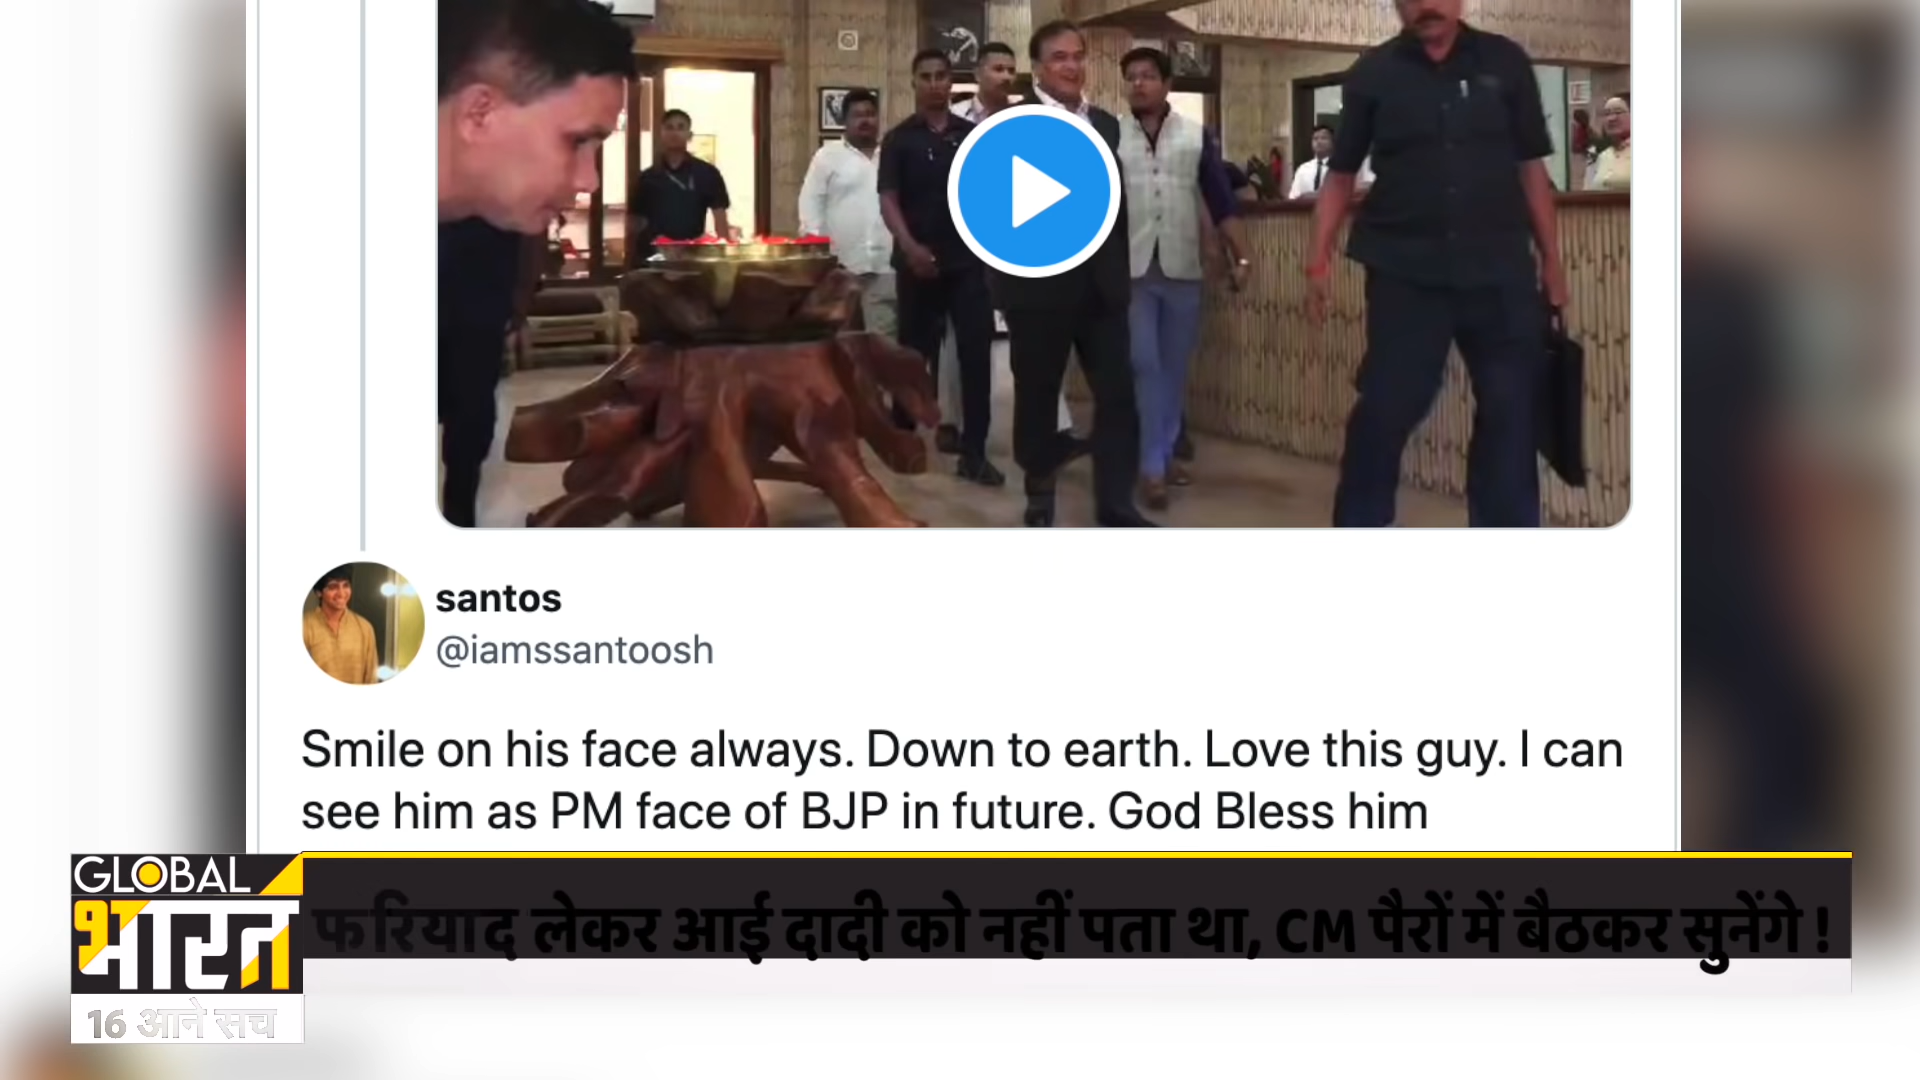 santos
@iamssantoosh
Smile on his face always. Down to earth. Love this guy. I can
see him as PM face of BJP in future. God Bless him
GLOBAL
भारत
16 आने सच
फरियाद लेकर आई दादी को नहीं पता था, CM पैरों में बैठकर सुनेंगे !